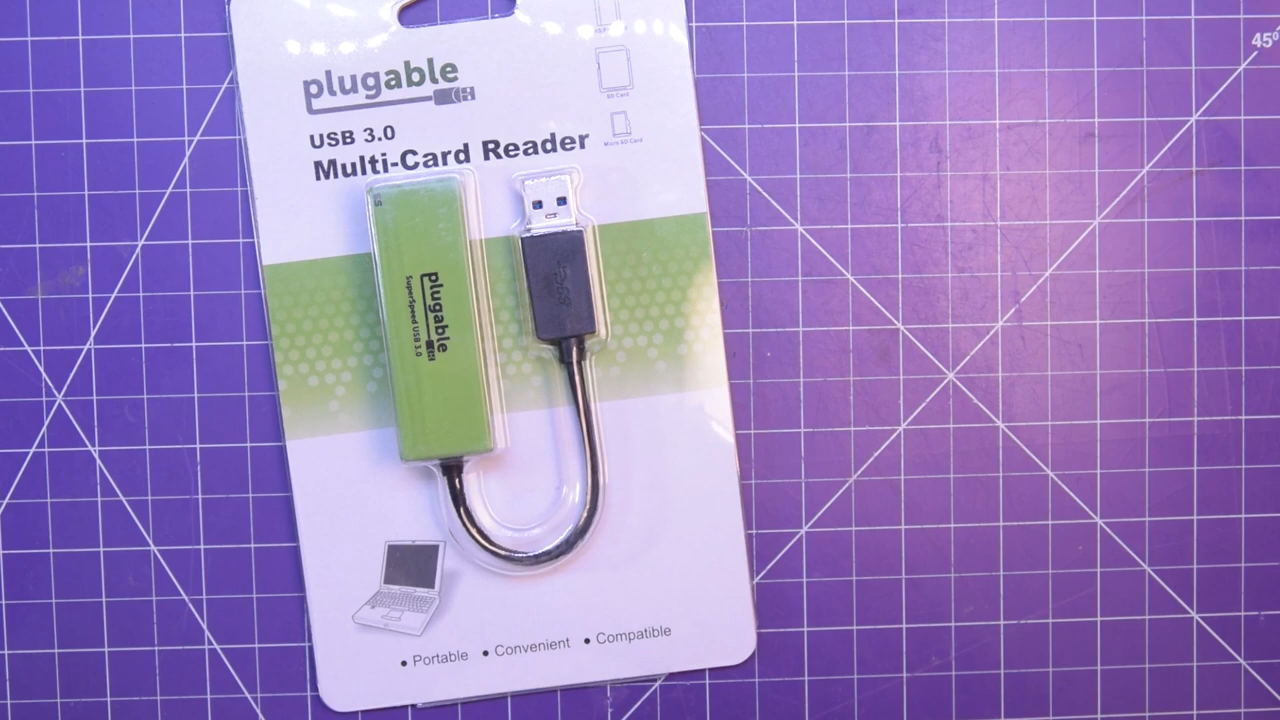 45°
plugable
USB 3.0
Multi-Card Reader
SD Card
Micro SD Card
SS
plugable
SuperSpeed USB 3.0
• Portable • Convenient • Compatible